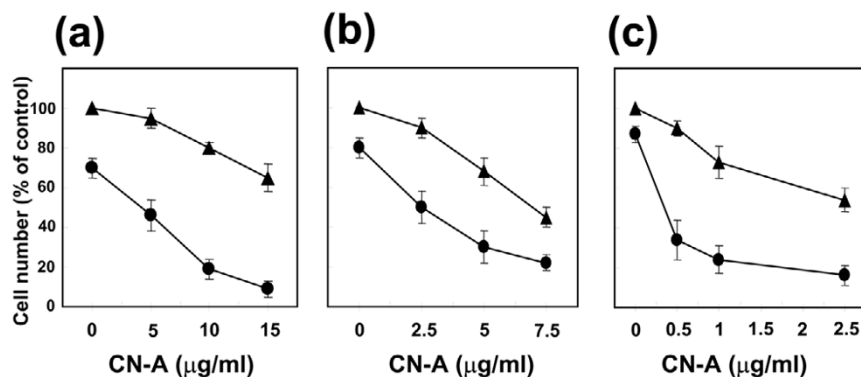 (a) (b) (c)
Cell number (% of control)
100
80
60
40
20
0
0 5 10 15
0 2.5 5 7.5
0 0.5 1 1.5 2 2.5
CN-A (μg/ml) CN-A (μg/ml) CN-A (μg/ml)